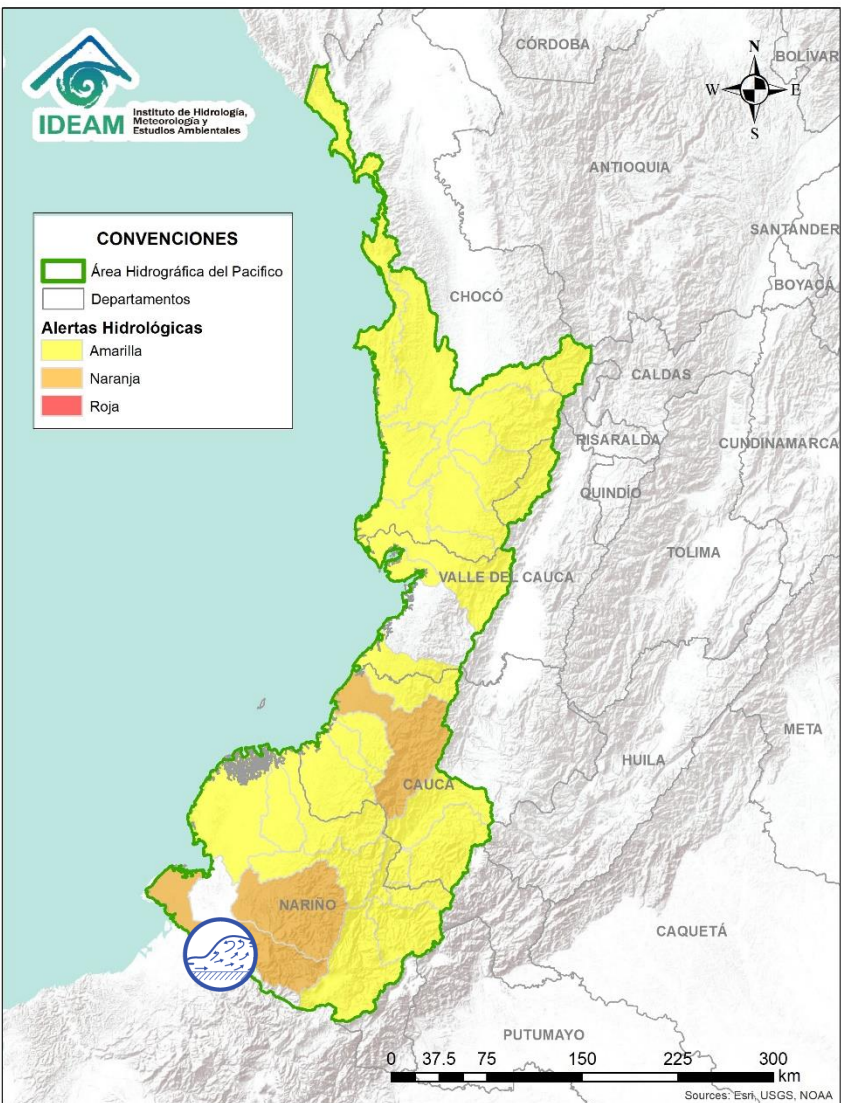 IDEAM
Instituto de Hidrología,
Meteorología y
Estudios Ambientales
N
W E
S
CÓRDOBA
BOLÍVAR
ANTIOQUIA
SANTANDER
BOYACÁ
CHOCÓ
CALDAS
RISARALDA
CUNDINAMARCA
QUINDÍO
TOLIMA
VALLE DEL CAUCA
META
HUILA
CAUCA
NARIÑO
CAQUETÁ
PUTUMAYO
CONVENCIONES
Área Hidrográfica del Pacifico
Departamentos
Alertas Hidrológicas
Amarilla
Naranja
Roja
0 37.5 75 150 225 300
km
Sources: Esri, USGS, NOAA